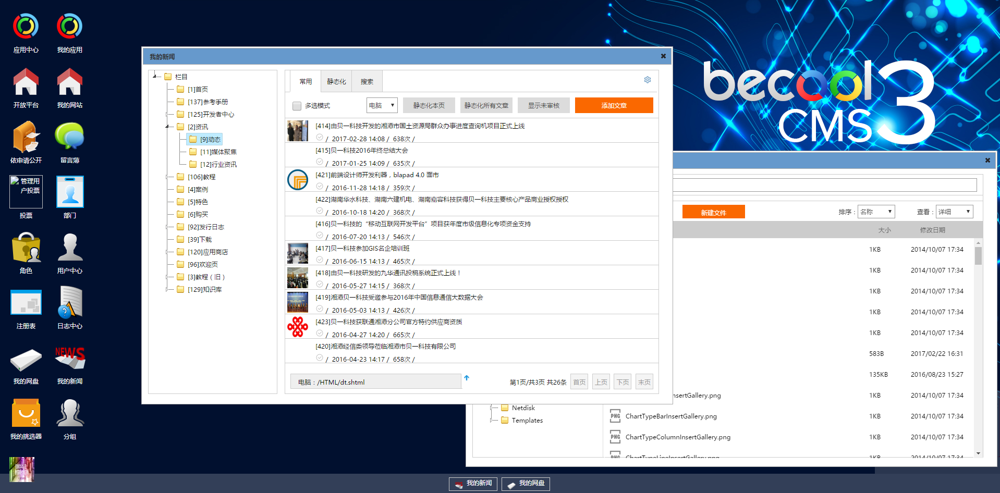 应用中心
我的应用
开放平台
我的网站
依申请公开
留言薄
管理用
户投票
投票
部门
角色
用户中心
注册表
日志中心
NEWS
我的网盘
我的新闻
我的挑选器
分组
becool
CMS
3
我的新闻
栏目
[1]首页
[137]参考手册
[125]开发者中心
[2]资讯
[9]动态
[11]媒体聚焦
[12]行业资讯
[106]教程
[4]案例
[5]特色
[6]购买
[92]发行日志
[39]下载
[120]应用商店
[96]欢迎页
[3]教程（旧）
[129]知识库
常用 静态化 搜索
多选模式 电脑 静态化本页 静态化所有文章 显示未审核 添加文章
[414]由贝一科技开发的湘潭市国土资源局群众办事进度查询机项目正式上线
/ 2017-02-28 14:08 / 638次 /
[415]贝一科技2016年终总结大会
/ 2017-01-25 14:09 / 635次 /
[421]前端设计师开发利器，blapad 4.0 面市
/ 2016-11-28 14:18 / 359次 /
[422]湖南华水科技、湖南六建机电、湖南嘉容科技获得贝一科技主要核心产品商业授权授权
/ 2016-10-18 14:20 / 368次 /
[416]贝一科技的“移动互联网开发平台”项目获年度市级信息化专项资金支持
/ 2016-07-20 14:13 / 546次 /
[417]贝一科技参加GIS名企培训班
/ 2016-06-15 14:13 / 465次 /
[418]由贝一科技研发的九华通讯投稿系统正式上线！
/ 2016-05-27 14:15 / 368次 /
[419]湘潭贝一科技受邀参与2016年中国信息通信大数据大会
/ 2016-05-03 14:13 / 426次 /
[423]贝一科技获联通湘潭分公司官方特约供应商资质
/ 2016-04-27 14:20 / 665次 /
[420]湘潭经信委领导莅临湘潭市贝一科技有限公司
/ 2016-04-23 14:17 / 658次 /
电脑：/HTML/dt.shtml
第1页/共3页 共26条 首页 上页 下页 末页
新建文件 排序： 名称 查看： 详细
大小 修改日期
1KB 2014/10/07 17:34
1KB 2014/10/07 17:34
1KB 2014/10/07 17:34
1KB 2014/10/07 17:34
1KB 2014/10/07 17:34
583B 2017/02/22 16:31
135KB 2016/08/23 15:27
nsertGallery.png 1KB 2014/10/07 17:34
Netdisk
Templates
PNG ChartTypeBarInsertGallery.png 1KB 2014/10/07 17:34
PNG ChartTypeColumnInsertGallery.png 1KB 2014/10/07 17:34
PNG ChartTypeLineInsertGallery.png 1KB 2014/10/07 17:34
我的新闻 我的网盘